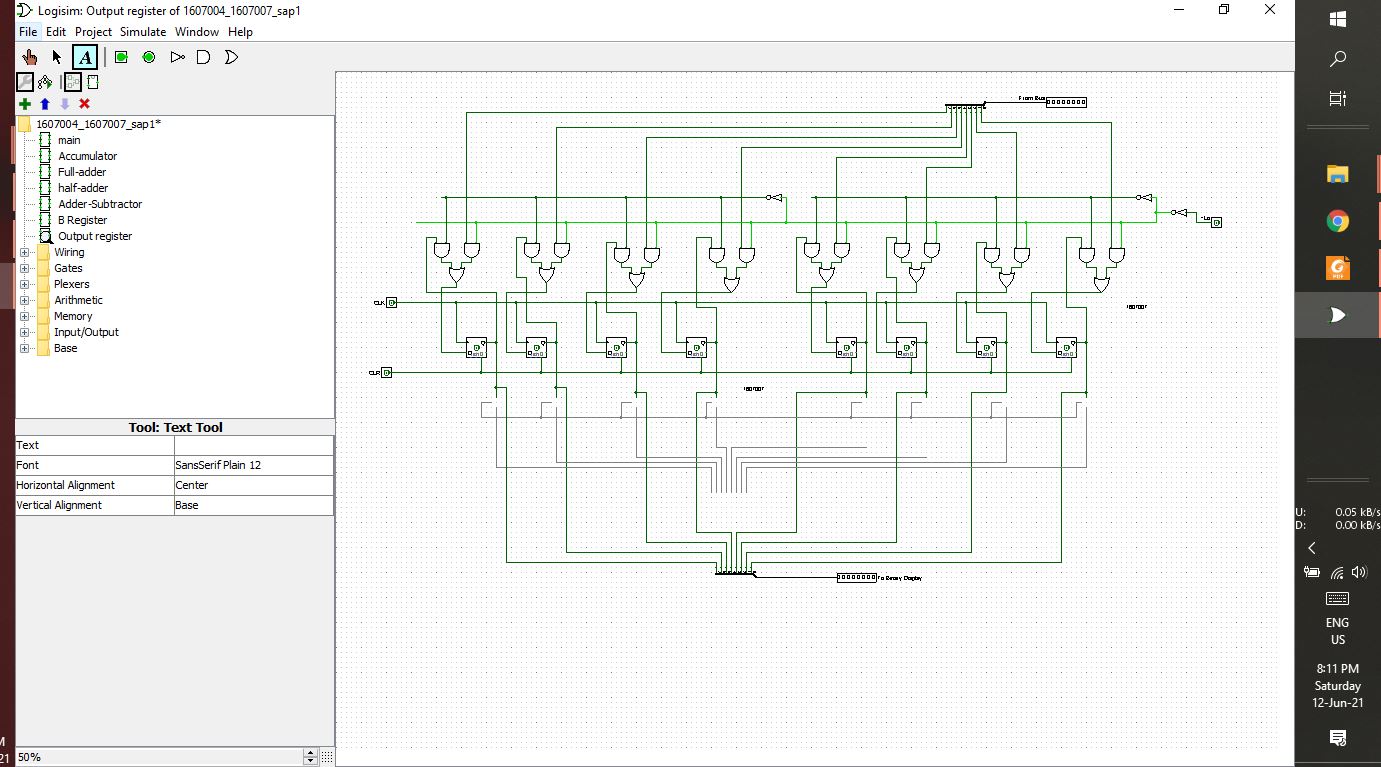 Logisim: Output register of 1607004_1607007_sap1
File Edit Project Simulate Window Help
A
1607004_1607007_sap1*
main
Accumulator
Full-adder
half-adder
Adder-Subtractor
B Register
Output register
Wiring
Gates
Plexers
Arithmetic
Memory
Input/Output
Base
Tool: Text Tool
Text
Font SansSerif Plain 12
Horizontal Alignment Center
Vertical Alignment Base
50%
From Bus
CLK
CLR
1607007
1607007
To Binary Display
U: 0.05 kB/s
D: 0.00 kB/s
ENG
US
8:11 PM
Saturday
12-Jun-21
PDF
M
21